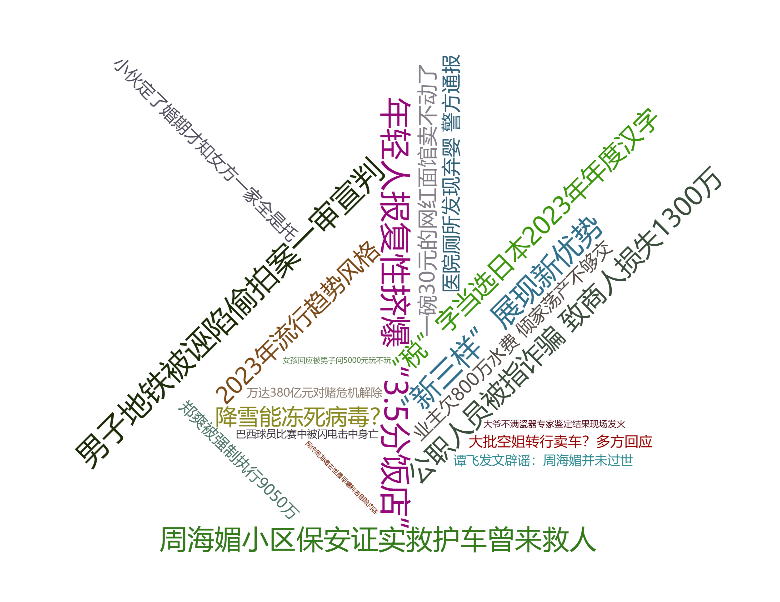 小伙定了婚期才知女方一家全是托
男子地铁被诬陷偷拍案一审宣判
年轻人报复性挤爆“3.5分饭店”
一碗30元的网红面馆卖不动了
医院厕所发现弃婴 警方通报
“税”字当选日本2023年年度汉字
“新三样”展现新优势
业主欠800万水费 倾家荡产不够交
公职人员被指诈骗 致商人损失1300万
2023年流行趋势风格
女孩回应被男子问5000元玩不玩
万达380亿元对赌危机解除
降雪能冻死病毒?
巴西球员比赛中被闪电击中身亡
郑爽被强制执行9050万
大爷不满瓷器专家鉴定结果现场发火
大批空姐转行卖车? 多方回应
谭飞发文辟谣:周海媚并未过世
周海媚小区保安证实救护车曾来救人